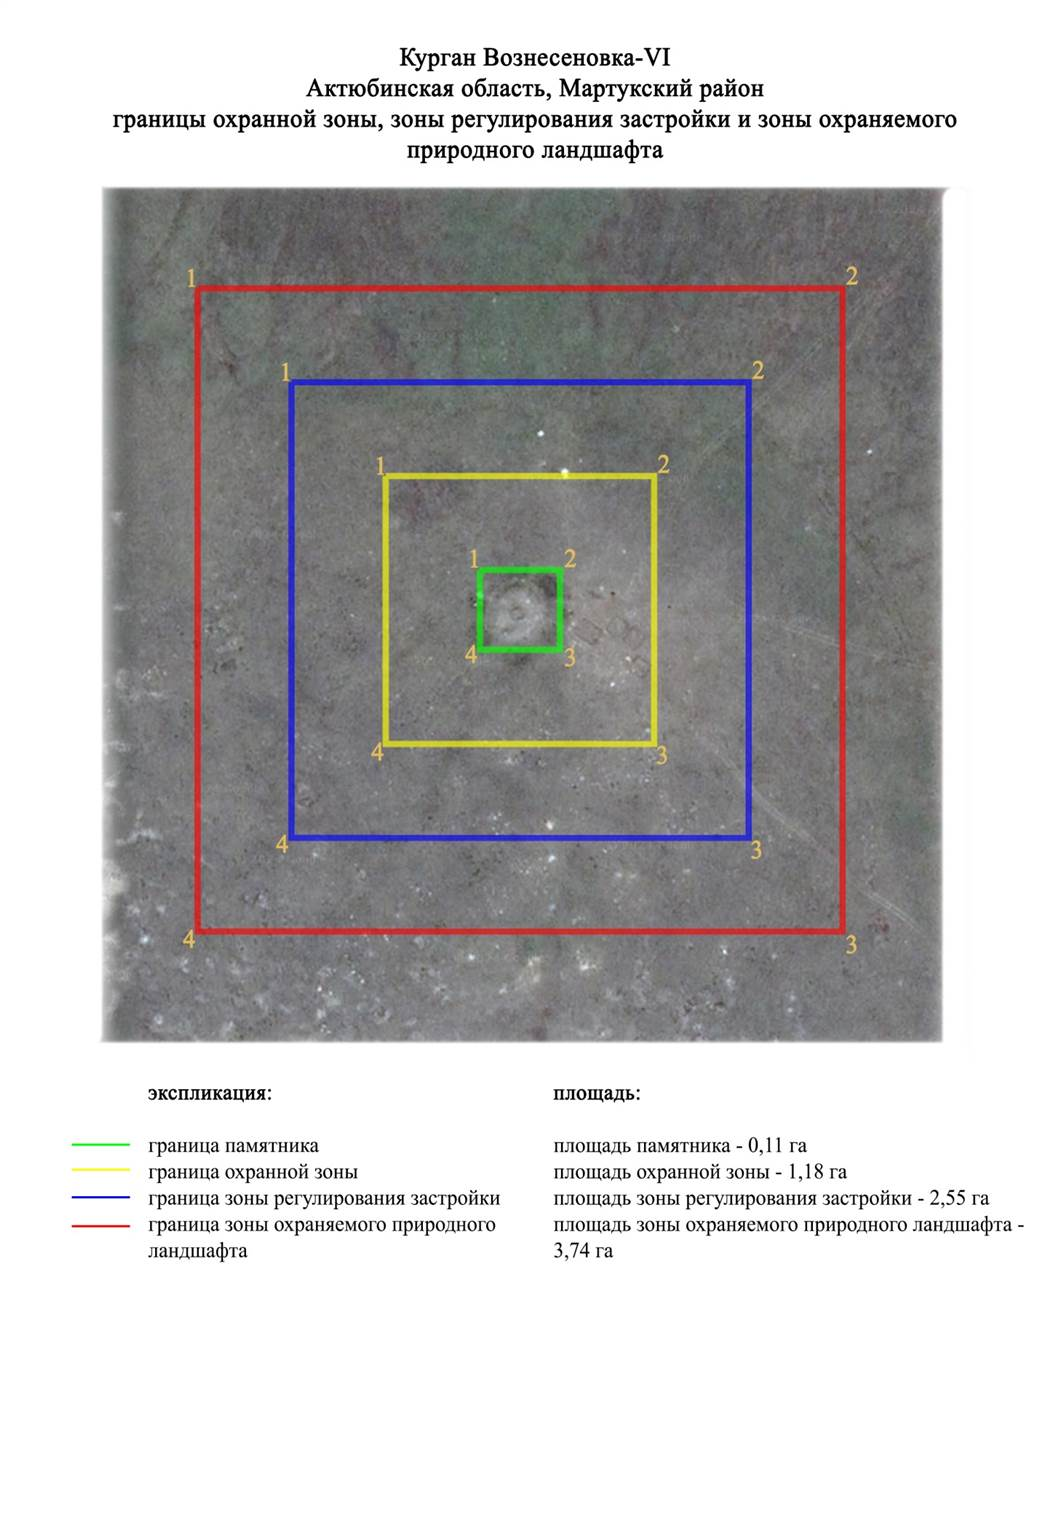 Курган Вознесеновка-VI
Актюбинская область, Мартукский район
границы охранной зоны, зоны регулирования застройки и зоны охраняемого
природного ландшафта
1
2
1
2
1
2
1
2
4
3
4
3
4
3
4
3
экспликация:
площадь:
граница памятника
площадь памятника - 0,11 га
граница охранной зоны
площадь охранной зоны - 1,18 га
граница зоны регулирования застройки
площадь зоны регулирования застройки - 2,55 га
граница зоны охраняемого природного
ландшафта
площадь зоны охраняемого природного ландшафта -
3,74 га